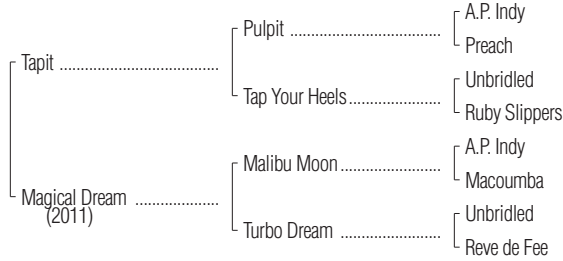 A.P. Indy
Pulpit ........................
Preach
Tapit ..........................................
Unbridled
Tap Your Heels ........................
Ruby Slippers
A.P. Indy
Malibu Moon ..........................
Macoumba
Magical Dream ......................
(2011)
Unbridled
Turbo Dream ..........................
Reve de Fee